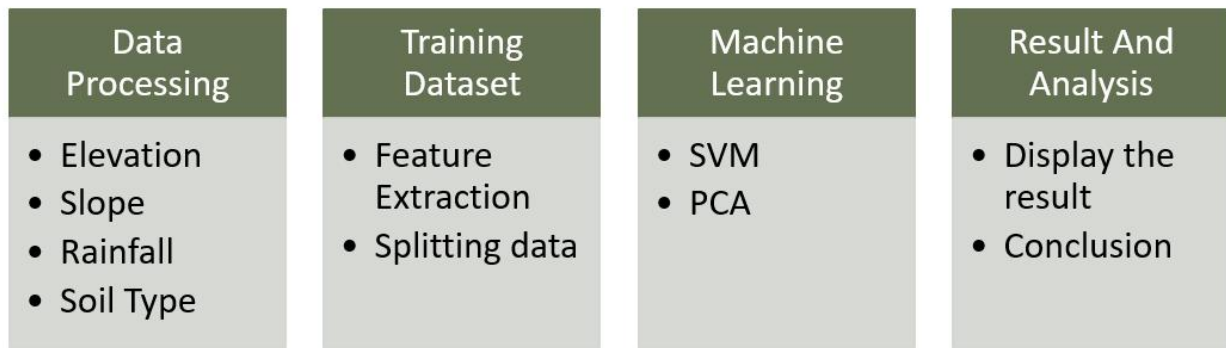 Data
Processing
• Elevation
• Slope
• Rainfall
• Soil Type
Training
Dataset
• Feature
Extraction
• Splitting data
Machine
Learning
• SVM
• PCA
Result And
Analysis
• Display the
result
• Conclusion